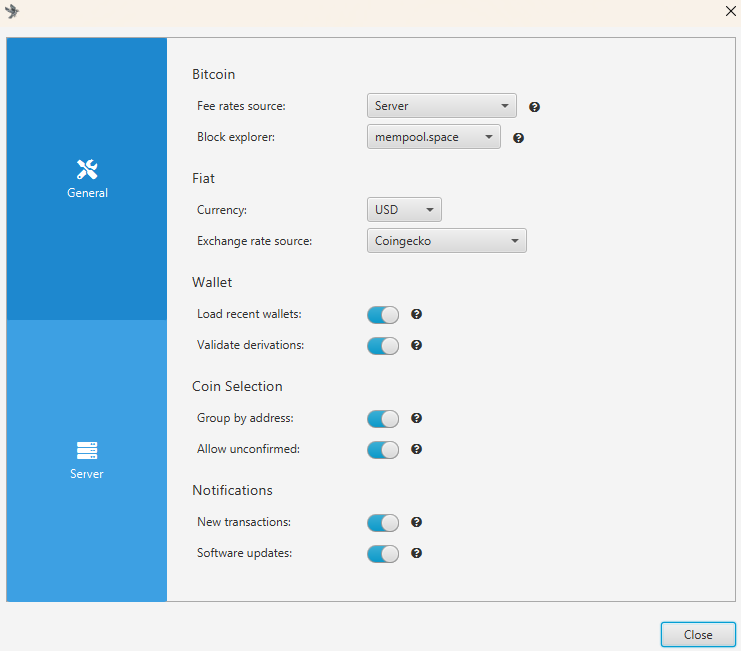 General
Server
Bitcoin
Fee rates source: Server
Block explorer: mempool.space
Fiat
Currency: USD
Exchange rate source: Coingecko
Wallet
Load recent wallets:
Validate derivations:
Coin Selection
Group by address:
Allow unconfirmed:
Notifications
New transactions:
Software updates:
Close